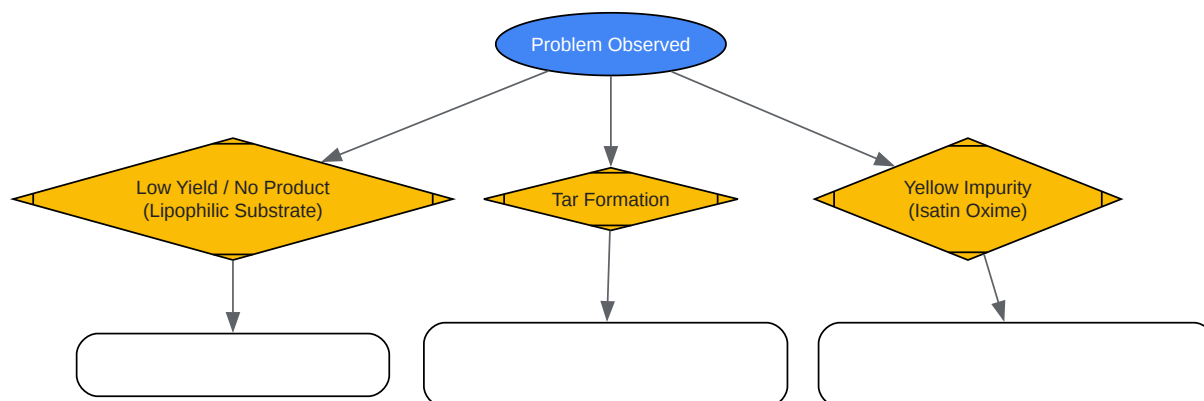 Problem Observed
Low Yield / No Product
(Lipophilic Substrate)
Tar Formation
Yellow Impurity
(Isatin Oxime)